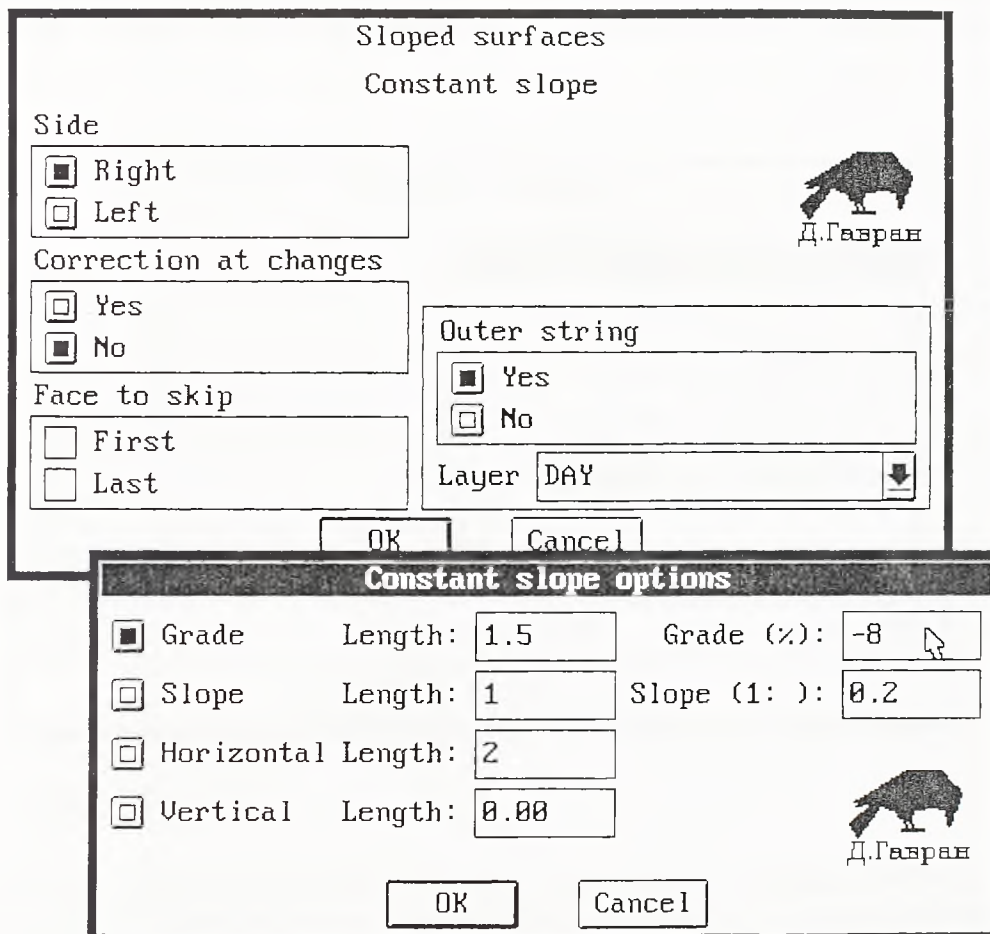 Sloped surfaces
Constant slope
Side
Right
Left
Д.Гавран
Correction at changes
Yes
No
Outer string
Yes
No
Face to skip
First
Last
Layer DAY
OK Cancel
Constant slope options
Grade Length: 1.5 Grade (%): -8
Slope Length: 1 Slope (1: ): 0.2
Horizontal Length: 2
Vertical Length: 0.00
Д.Гавран
OK Cancel